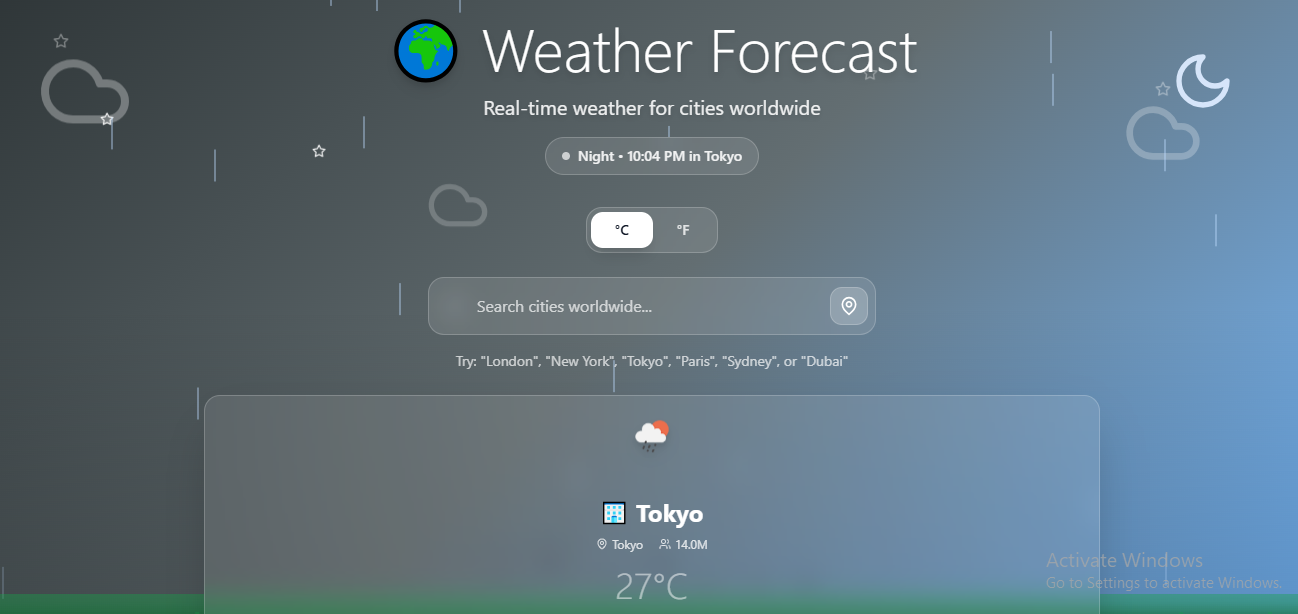 Weather Forecast
Real-time weather for cities worldwide
Night • 10:04 PM in Tokyo
°C °F
Search cities worldwide...
Try: "London", "New York", "Tokyo", "Paris", "Sydney", or "Dubai"
Tokyo
Tokyo 14.0M
27°C
Activate Windows
Go to Settings to activate Windows.